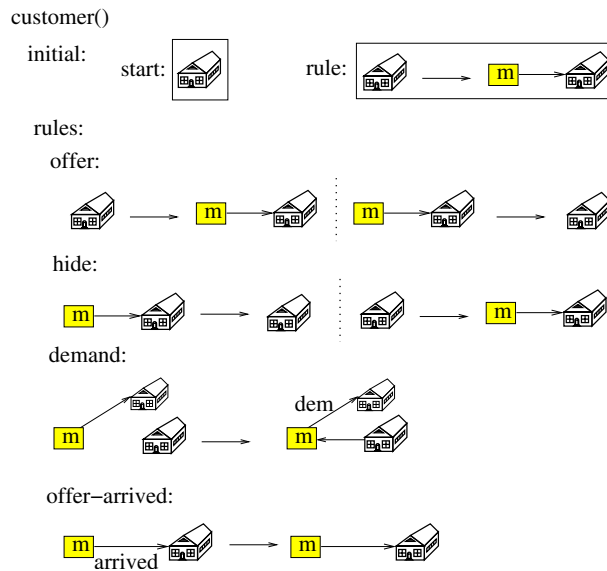 customer()
initial:
start:
rule:
m
rules:
offer:
m
m
hide:
m
m
demand:
m
dem
m
offer–arrived:
m
arrived
m